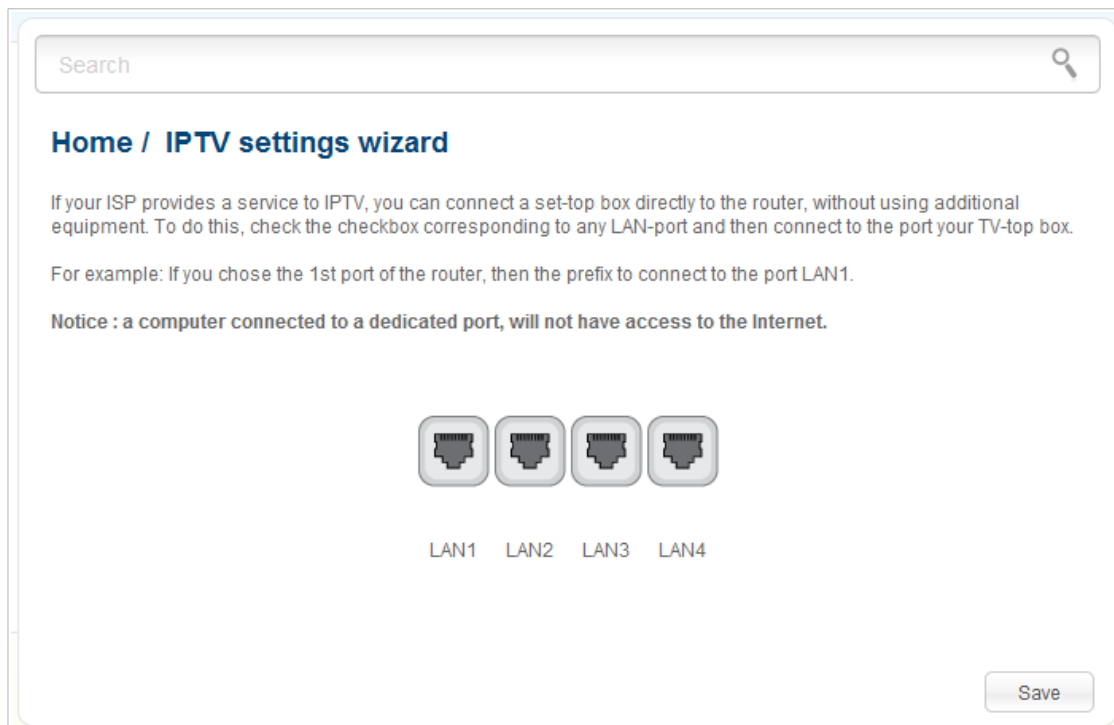 Search
Home / IPTV settings wizard
If your ISP provides a service to IPTV, you can connect a set-top box directly to the router, without using additional
equipment. To do this, check the checkbox corresponding to any LAN-port and then connect to the port your TV-top box.
For example: If you chose the 1st port of the router, then the prefix to connect to the port LAN1.
Notice : a computer connected to a dedicated port, will not have access to the Internet.
LAN1 LAN2 LAN3 LAN4
Save